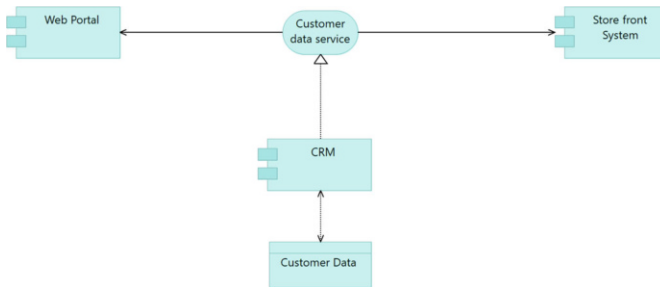 Web Portal
Customer
data service
Store front
System
CRM
Customer Data